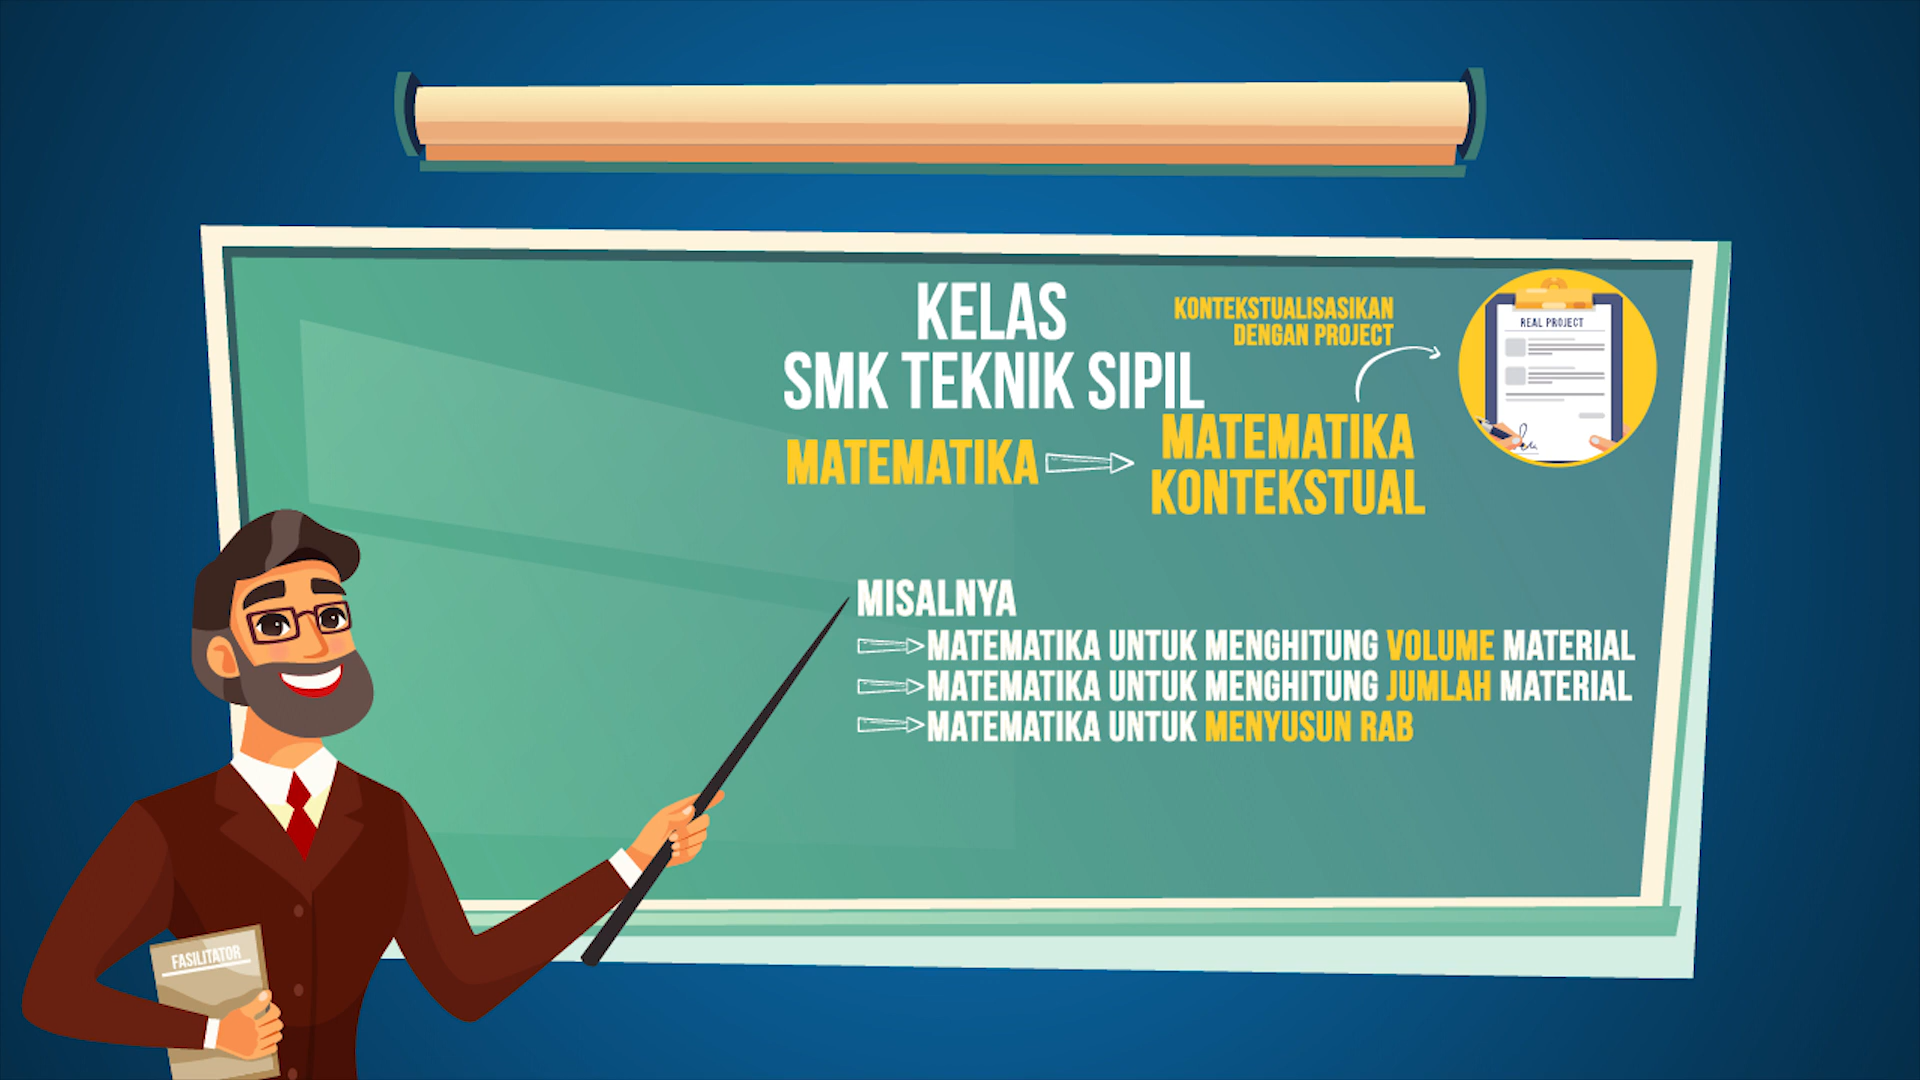 KELAS
SMK TEKNIK SIPIL
KONTEKSTUALISASIKAN
DENGAN PROJECT
REAL PROJECT
MATEMATIKA
MATEMATIKA
KONTEKSTUAL
MISALNYA
MATEMATIKA UNTUK MENGHITUNG VOLUME MATERIAL
MATEMATIKA UNTUK MENGHITUNG JUMLAH MATERIAL
MATEMATIKA UNTUK MENYUSUN RAB
FASILITATOR